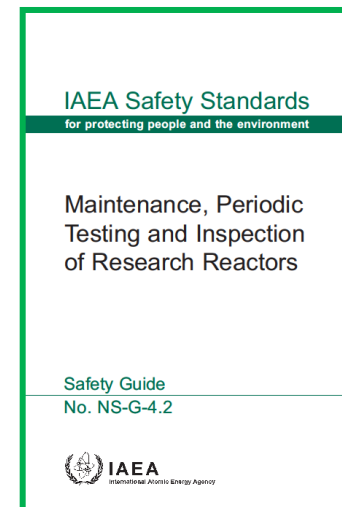 IAEA Safety Standards
for protecting people and the environment
Maintenance, Periodic
Testing and Inspection
of Research Reactors
Safety Guide
No. NS-G-4.2
IAEA
International Atomic Energy Agency